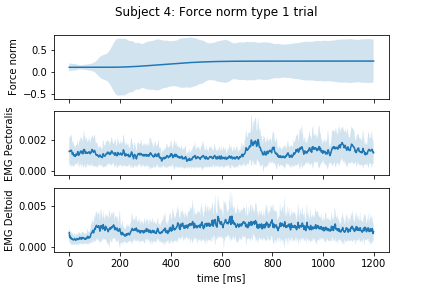 Subject 4: Force norm type 1 trial
Force norm
0.5
0.0
−0.5
EMG Pectoralis
0.002
0.000
EMG Deltoid
0.005
0.000
0 200 400 600 800 1000 1200
time [ms]